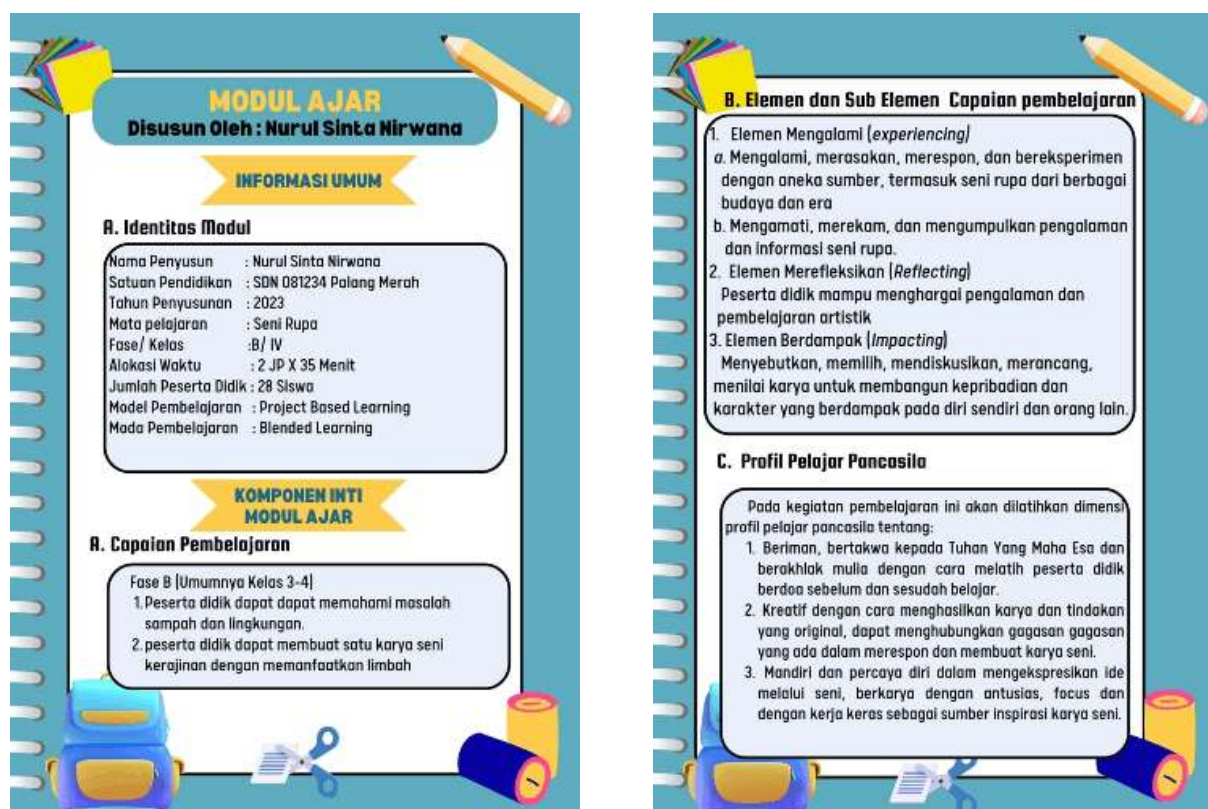 MODUL AJAR
Disusun Oleh : Nurul Sinta Nirwana
INFORMASI UMUM
A. Identitas Modul
Nama Penyusun : Nurul Sinta Nirwana
Satuan Pendidikan : SDN 081234 Palang Merah
Tahun Penyusunan : 2023
Mata pelajaran : Seni Rupa
Fase/ Kelas :B/ IV
Alokasi Waktu : 2 JP X 35 Menit
Jumlah Peserta Didik : 28 Siswa
Model Pembelajaran : Project Based Learning
Moda Pembelajaran : Blended Learning
KOMPONEN INTI
MODUL AJAR
A. Capaian Pembelajaran
Fase B (Umumnya Kelas 3-4)
1. Peserta didik dapat dapat memahami masalah
sampah dan lingkungan.
2. peserta didik dapat membuat satu karya seni
kerajinan dengan memanfaatkan limbah
B. Elemen dan Sub Elemen Capaian pembelajaran
1. Elemen Mengalami (experiencing)
a. Mengalami, merasakan, merespon, dan bereksperimen
dengan aneka sumber, termasuk seni rupa dari berbagai
budaya dan era
b. Mengamati, merekam, dan mengumpulkan pengalaman
dan informasi seni rupa.
2. Elemen Merefleksikan (Reflecting)
Peserta didik mampu menghargai pengalaman dan
pembelajaran artistik
3. Elemen Berdampak (Impacting)
Menyebutkan, memilih, mendiskusikan, merancang,
menilai karya untuk membangun kepribadian dan
karakter yang berdampak pada diri sendiri dan orang lain.
C. Profil Pelajar Pancasila
Pada kegiatan pembelajaran ini akan dilatihkan dimensi
profil pelajar pancasila tentang:
1. Beriman, bertakwa kepada Tuhan Yang Maha Esa dan
berakhlak mulia dengan cara melatih peserta didik
berdoa sebelum dan sesudah belajar.
2. Kreatif dengan cara menghasilkan karya dan tindakan
yang original, dapat menghubungkan gagasan gagasan
yang ada dalam merespon dan membuat karya seni.
3. Mandiri dan percaya diri dalam mengekspresikan ide
melalui seni, berkarya dengan antusias, focus dan
dengan kerja keras sebagai sumber inspirasi karya seni.